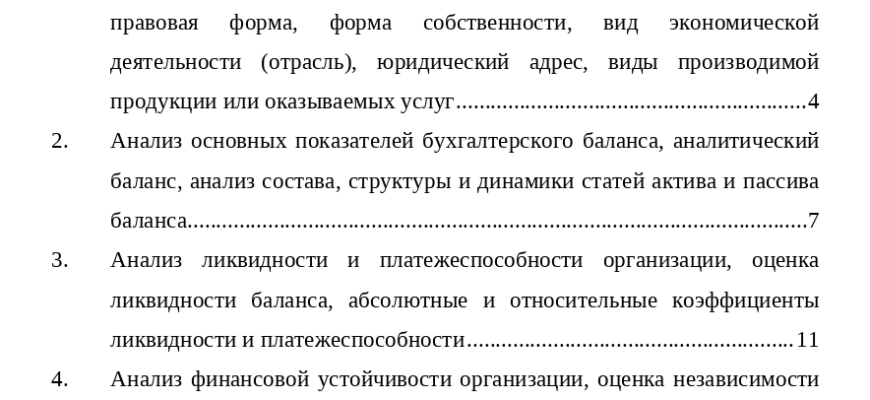 правовая форма, форма собственности, вид экономической
деятельности (отрасль), юридический адрес, виды производимой
продукции или оказываемых услуг.............................................................4
2. Анализ основных показателей бухгалтерского баланса, аналитический
баланс, анализ состава, структуры и динамики статей актива и пассива
баланса............................................................................................................7
3. Анализ ликвидности и платежеспособности организации, оценка
ликвидности баланса, абсолютные и относительные коэффициенты
ликвидности и платежеспособности.........................................................11
4. Анализ финансовой устойчивости организации, оценка независимости